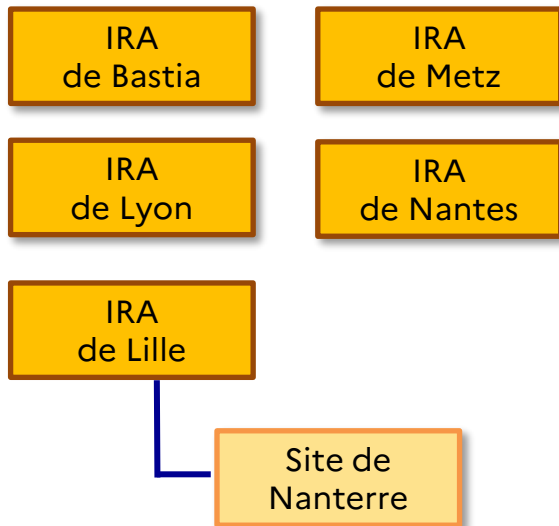 IRA
de Bastia
IRA
de Metz
IRA
de Lyon
IRA
de Nantes
IRA
de Lille
Site de
Nanterre